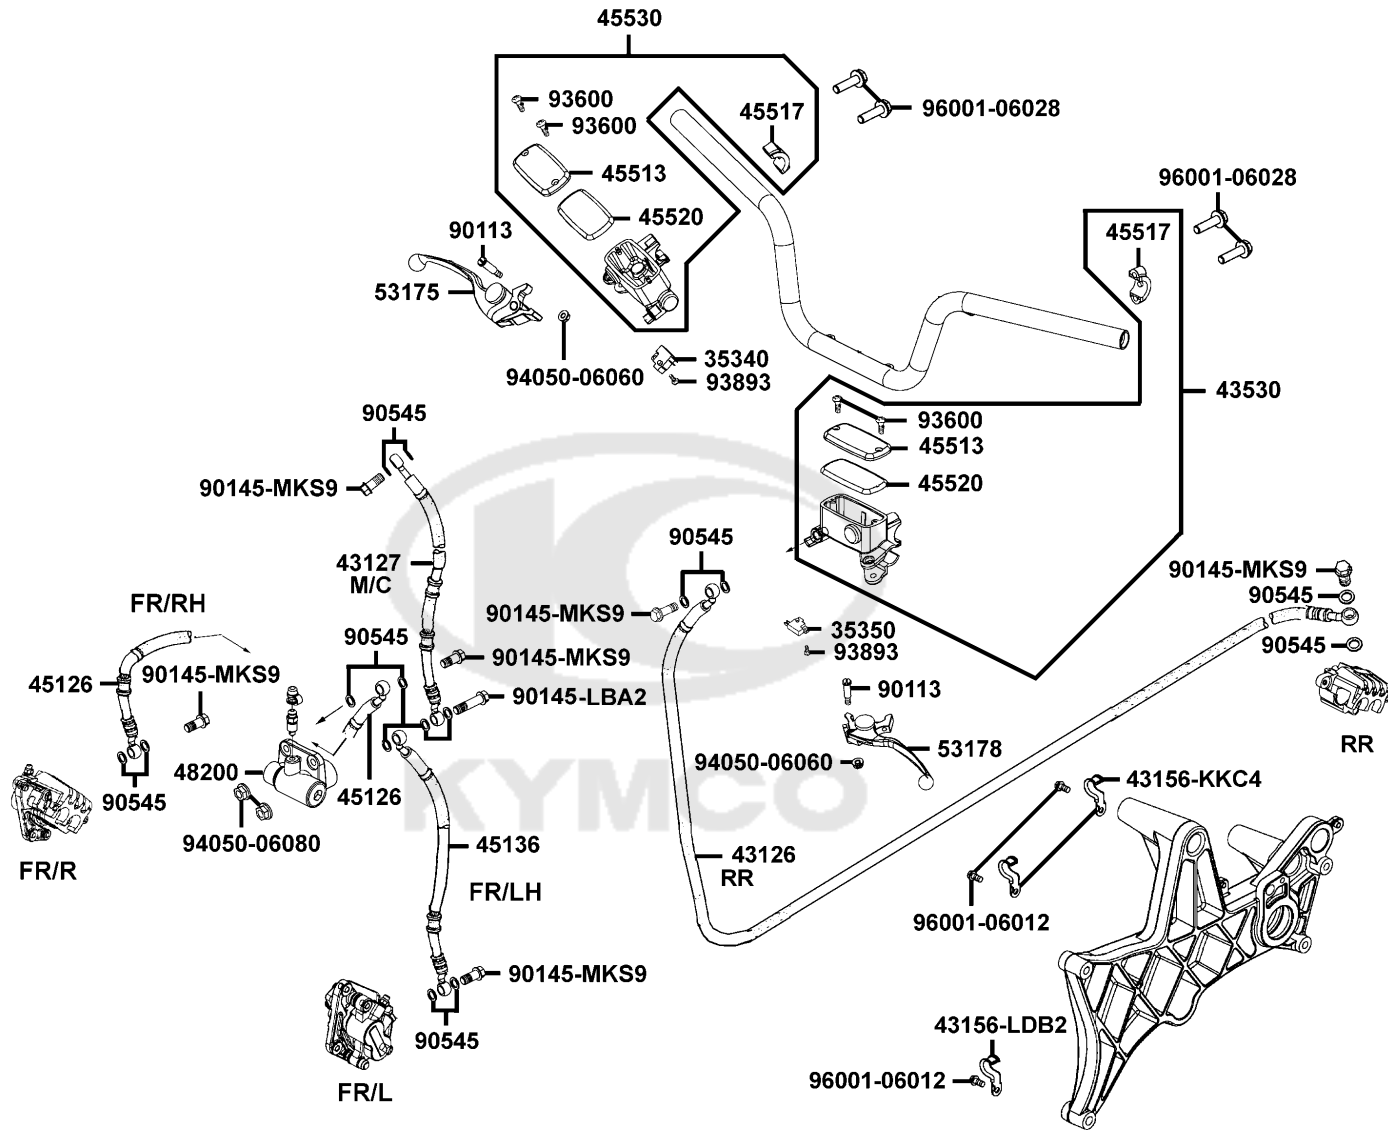 45530
93600
93600
45513
45520
90113
53175
94050-06060
35340
93893
45517
96001-06028
96001-06028
45517
43530
93600
45513
45520
90545
90145-MKS9
43127
M/C
FR/RH
90545
90145-MKS9
90145-MKS9
90545
90545
90145-MKS9
35350
93893
90545
90145-MKS9
45126
90145-LBA2
90113
RR
48200
45126
94050-06060
53178
90545
94050-06080
43156-KKC4
KYMCO
45136
43126
RR
FR/R
FR/LH
96001-06012
90145-MKS9
90545
43156-LDB2
96001-06012
FR/L